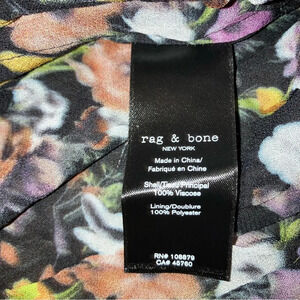 rag & bone
NEW YORK
Made in China/
Fabriqué en Chine
Shell/Tissu Principal
100% Viscose
Lining/Doublure
100% Polyester
RN# 108879
CA# 48760